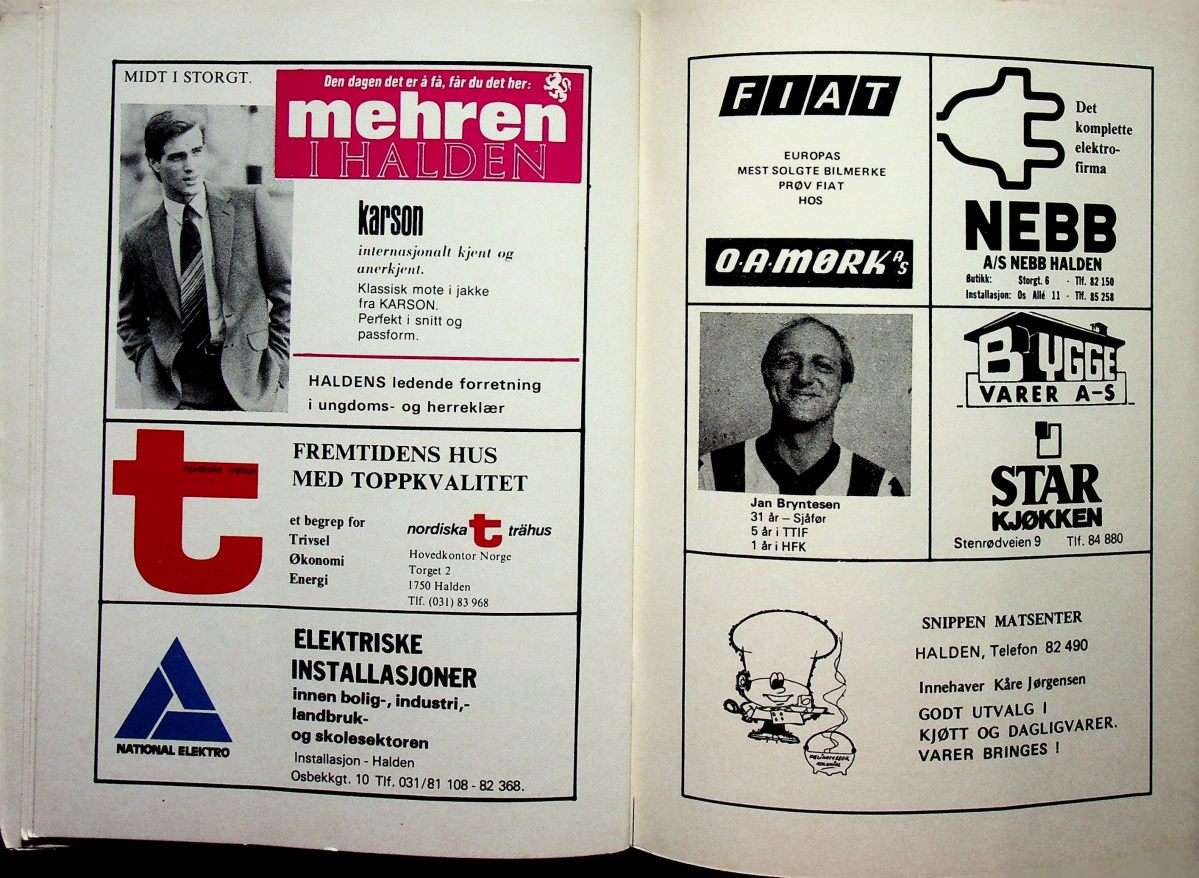 MIDT I STORGT.
Den dagen det er å få, får du det her:
mehren
I HALDEN
karson
internasjonalt kjent og
anerkjent.
Klassisk mote i jakke
fra KARSON.
Perfekt i snitt og
passform.
HALDENS ledende forretning
i ungdoms- og herreklær
nordiska trähus
FREMTIDENS HUS
MED TOPPKVALITET
et begrep for
Trivsel
Økonomi
Energi
nordiska t trähus
Hovedkontor Norge
Torget 2
1750 Halden
Tlf. (031) 83 968
NATIONAL ELEKTRO
ELEKTRISKE
INSTALLASJONER
innen bolig-, industri,-
landbruk-
og skolesektoren
Installasjon - Halden
Osbekkgt. 10 Tlf. 031/81 108 - 82 368.
FIAT
EUROPAS
MEST SOLGTE BILMERKE
PRØV FIAT
HOS
O·A·MØRK A/S
Det
komplette
elektro-
firma
NEBB
A/S NEBB HALDEN
Butikk: Storgt. 6 · Tlf. 82 150
Installasjon: Os Allé 11 · Tlf. 85 258
Jan Bryntesen
31 år – Sjåfør
5 år i TTIF
1 år i HFK
BYGGE
VARER A-S
STAR
KJØKKEN
Stenrødveien 9 Tlf. 84 880
SNIPPEN MATSENTER
HALDEN, Telefon 82 490
Innehaver Kåre Jørgensen
GODT UTVALG I
KJØTT OG DAGLIGVARER.
VARER BRINGES !
DELIKATESSER
KOLONIAL